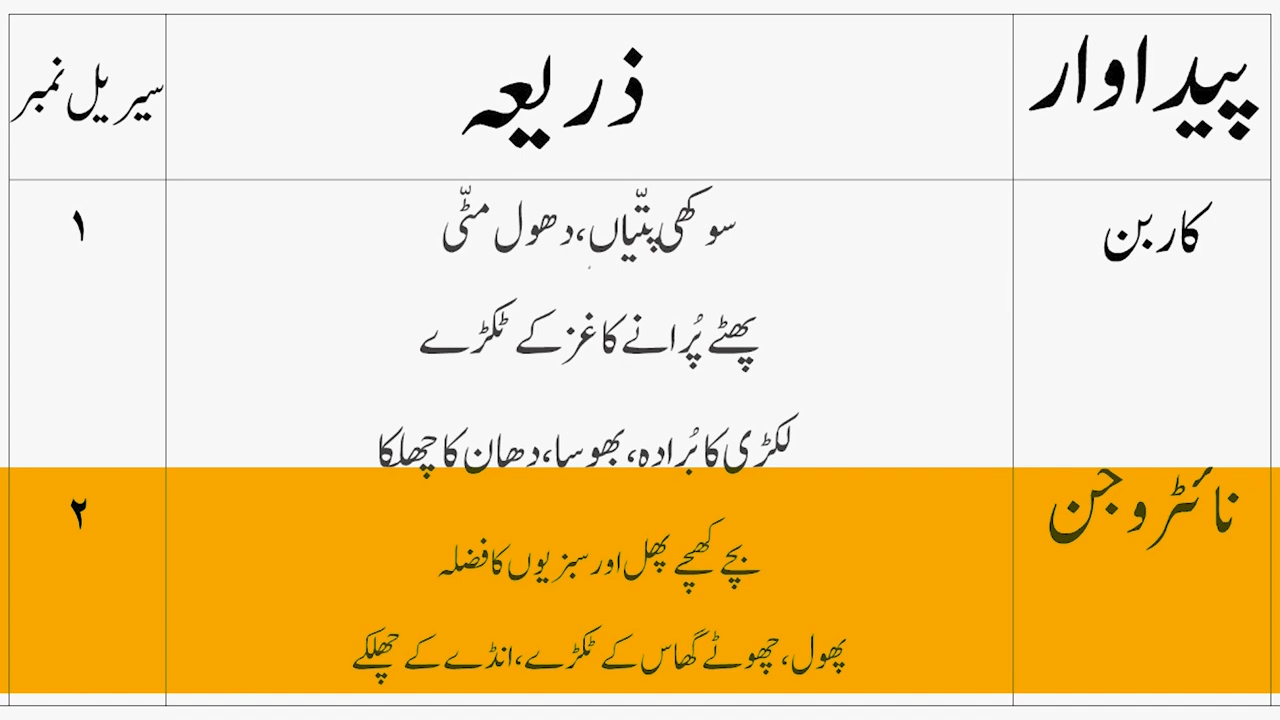 پیداوار ذریعہ سیریل نمبر
کاربن سوکھی پتیّاں، دھول مٹّی ۱
پھٹے پُرانے کاغز کے ٹکڑے
لکڑی کا بُرادہ، بھوسا، دھان کا چھلکا
نائٹروجن ۲
بچے کھچے پھل اور سبزیوں کا فضلہ
پھول، چھوٹے گھاس کے ٹکڑے، انڈے کے چھلکے